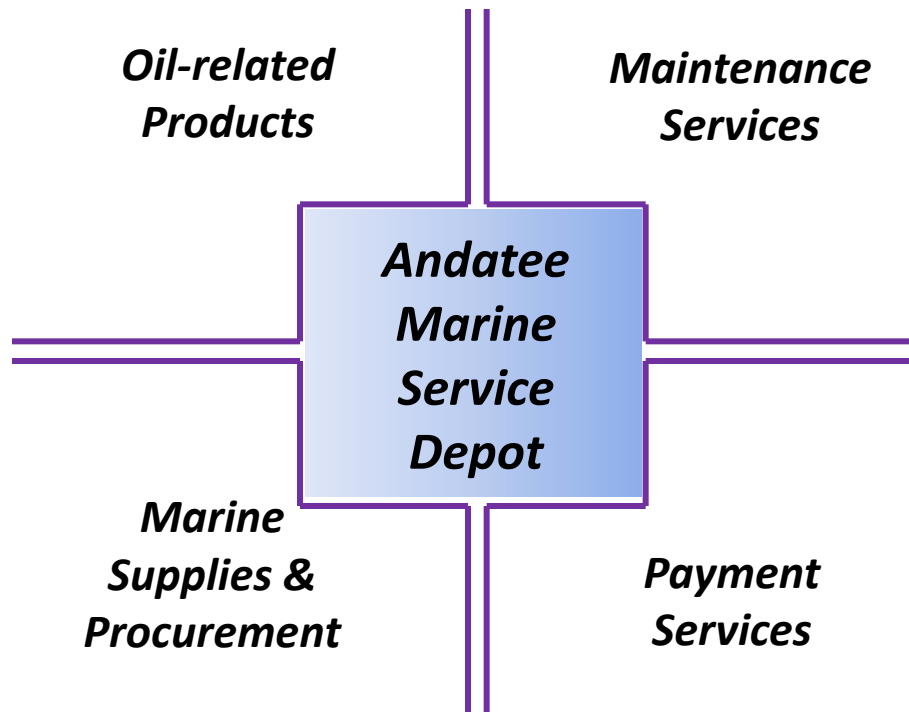 Oil-related
Products
Maintenance
Services
Andatee
Marine
Service
Depot
Marine
Supplies &
Procurement
Payment
Services